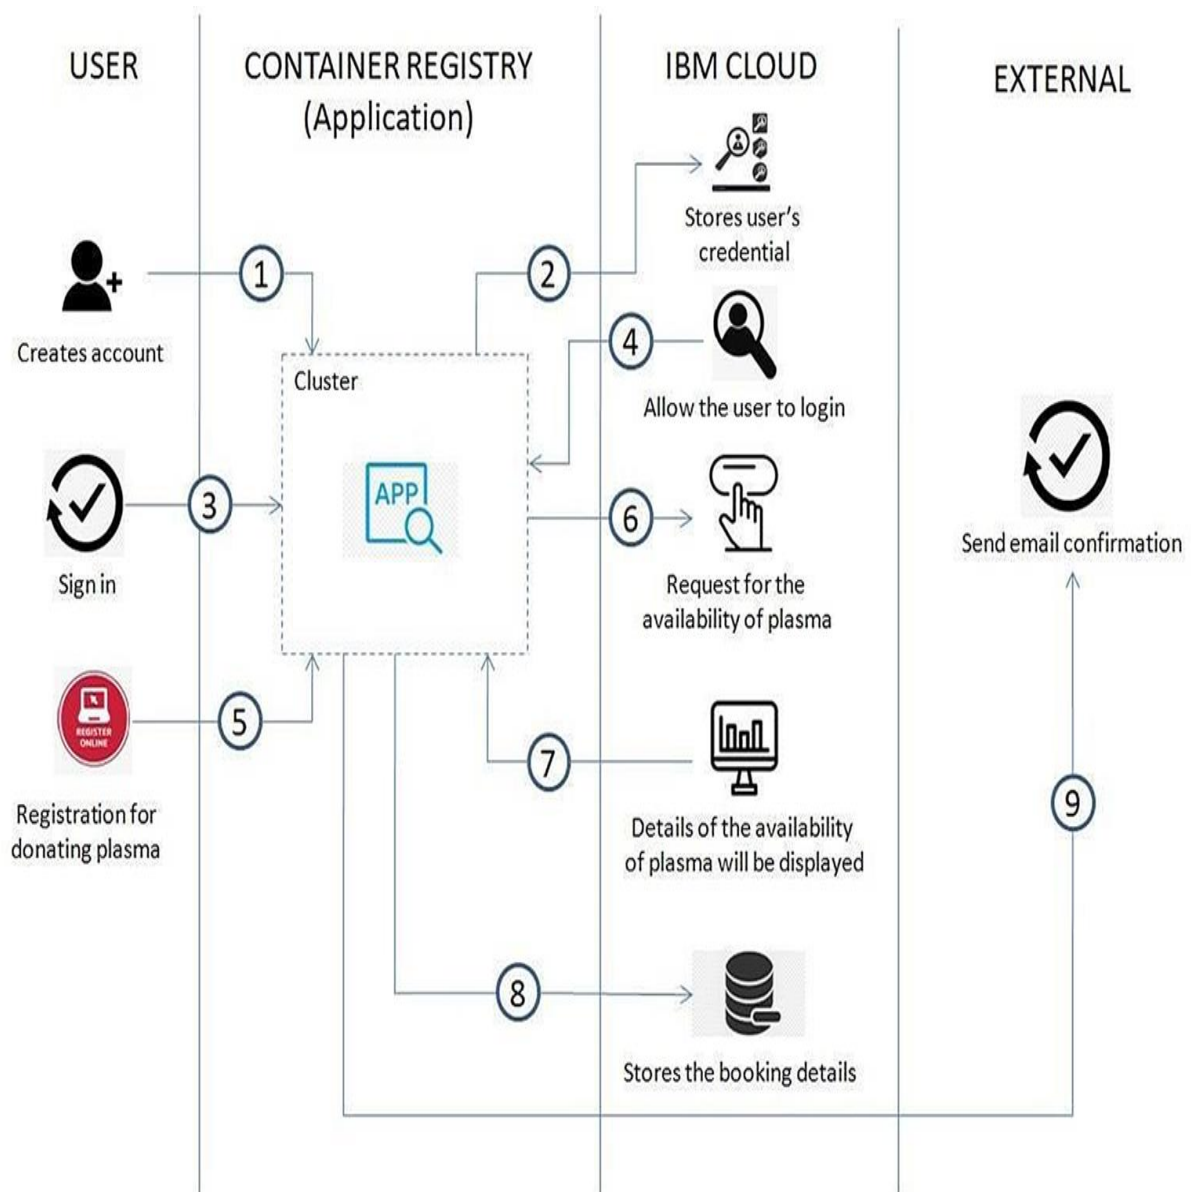 USER
CONTAINER REGISTRY
(Application)
IBM CLOUD
EXTERNAL
Stores user's
credential
1
2
Creates account
4
Cluster
Allow the user to login
APP
3
6
Sign in
Request for the
availability of plasma
Send email confirmation
REGISTER
ONLINE
5
7
Registration for
donating plasma
Details of the availability
of plasma will be displayed
9
8
Stores the booking details